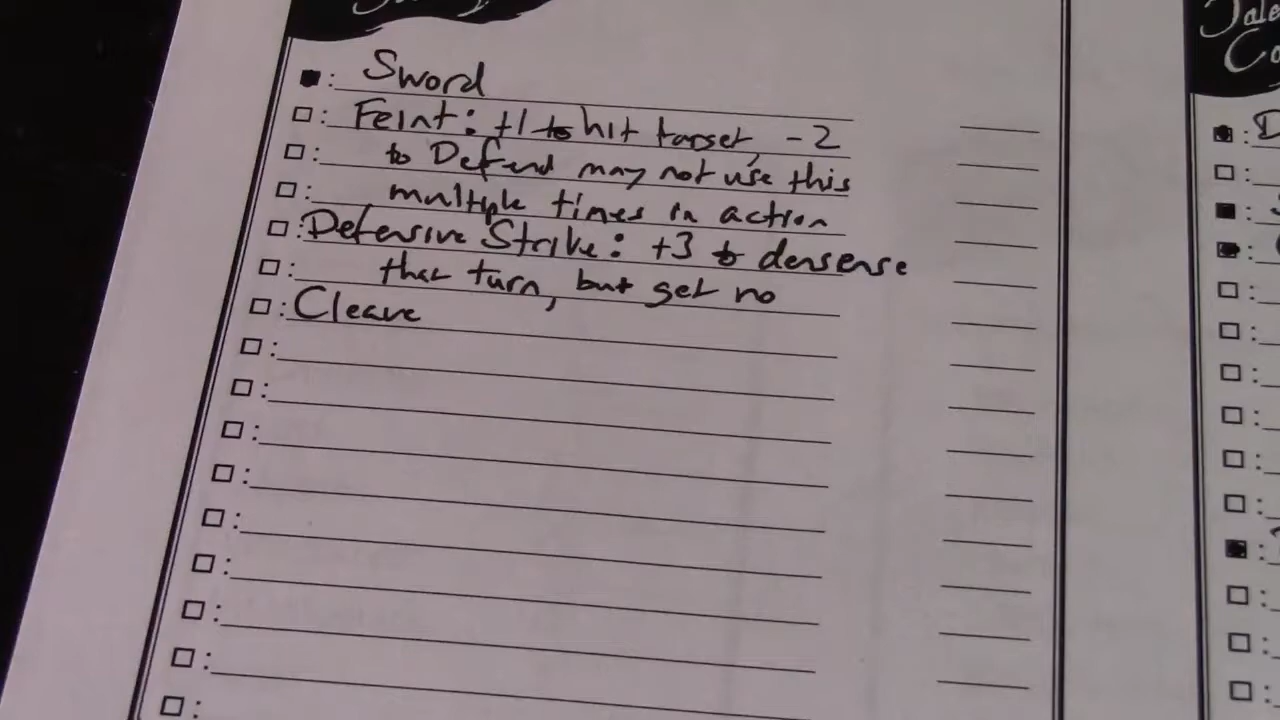 Sword
Feint: +1 to hit target, -2
to Defend may not use this
multiple times in action
Defensive Strike: +3 to densense
that turn, but get no
Cleave